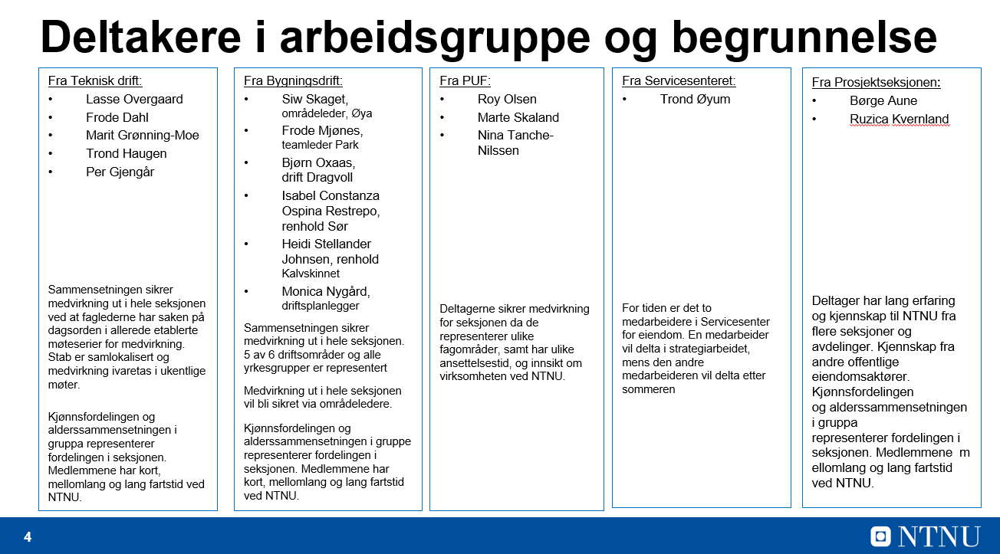 Deltakere i arbeidsgruppe og begrunnelse
Fra Teknisk drift:
• Lasse Overgaard
• Frode Dahl
• Marit Grønning-Moe
• Trond Haugen
• Per Gjengår
Sammensetningen sikrer
medvirkning ut i hele seksjonen
ved at faglederne har saken på
dagsorden i allerede etablerte
møteserier for medvirkning.
Stab er samlokalisert og
medvirkning ivaretas i ukentlige
møter.
Kjønnsfordelingen og
alderssammensetningen i
gruppa representerer
fordelingen i seksjonen.
Medlemmene har kort,
mellomlang og lang fartstid ved
NTNU.
Fra Bygningsdrift:
• Siw Skaget,
områdeleder, Øya
• Frode Mjønes,
teamleder Park
• Bjørn Oxaas,
drift Dragvoll
• Isabel Constanza
Ospina Restrepo,
renhold Sør
• Heidi Stellander
Johnsen, renhold
Kalvskinnet
• Monica Nygård,
driftsplanlegger
Sammensetningen sikrer
medvirkning ut i hele seksjonen.
5 av 6 driftsområder og alle
yrkesgrupper er representert
Medvirkning ut i hele seksjonen
vil bli sikret via områdeledere.
Kjønnsfordelingen og
alderssammensetningen i gruppe
representerer fordelingen i
seksjonen. Medlemmene har
kort, mellomlang og lang fartstid
ved NTNU.
Fra PUF:
• Roy Olsen
• Marte Skaland
• Nina Tanche-
Nilssen
Deltagerne sikrer medvirkning
for seksjonen da de
representerer ulike
fagområder, samt har ulike
ansettelsestid, og innsikt om
virksomheten ved NTNU.
Fra Servicesenteret:
• Trond Øyum
For tiden er det to
medarbeidere i Servicesenter
for eiendom. En medarbeider
vil delta i strategiarbeidet,
mens den andre
medarbeideren vil delta etter
sommeren
Fra Prosjektseksjonen:
• Børge Aune
• Ruzica Kvernland
Deltager har lang erfaring
og kjennskap til NTNU fra
flere seksjoner og
avdelinger. Kjennskap fra
andre offentlige
eiendomsaktører.
Kjønnsfordelingen
og alderssammensetningen
i gruppa
representerer fordelingen i
seksjonen. Medlemmene m
ellomlang og lang fartstid
ved NTNU.
4
NTNU